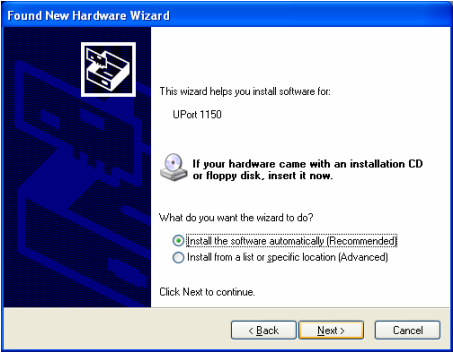 Found New Hardware Wizard
This wizard helps you install software for:
UPort 1150
If your hardware came with an installation CD
or floppy disk, insert it now.
What do you want the wizard to do?
Install the software automatically (Recommended)
Install from a list or specific location (Advanced)
Click Next to continue.
< Back
Next >
Cancel